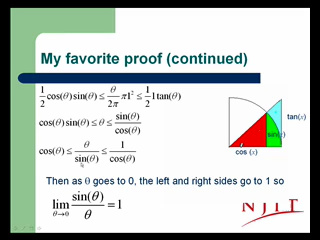 My favorite proof (continued)
1/2 cos(θ)sin(θ) ≤ θ/2π π1² ≤ 1/2 1 tan(θ)
cos(θ)sin(θ) ≤ θ ≤ sin(θ)/cos(θ)
cos(θ) ≤ θ/sin(θ) ≤ 1/cos(θ)
tan(x)
sin(x)
cos (x)
Then as θ goes to 0, the left and right sides go to 1 so
lim θ→0 sin(θ)/θ = 1
NJIT